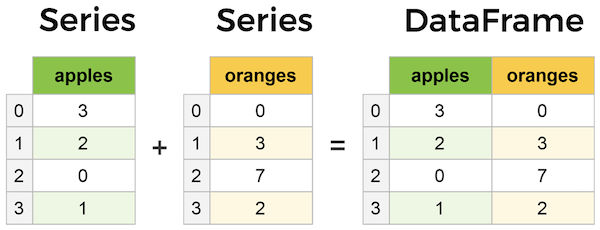 Series Series DataFrame
apples oranges apples oranges
0 3 0 0 0 3 0
1 2 1 3 1 2 3
+ =
2 0 2 7 2 0 7
3 1 3 2 3 1 2